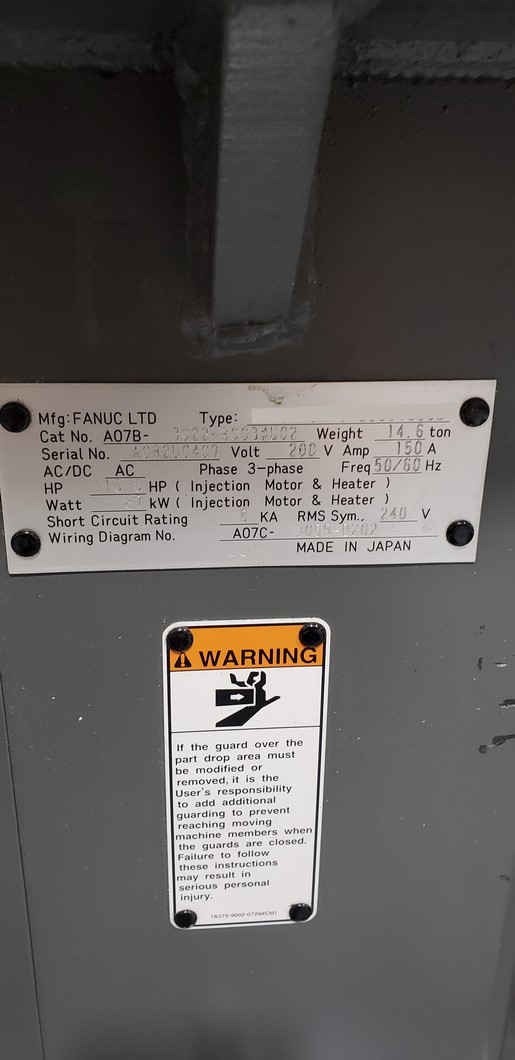 Mfg: FANUC LTD Type:
Cat No. A07B- Weight 14.6 ton
Serial No. Volt 200 V Amp 150 A
AC/DC AC Phase 3-phase Freq 50/60 Hz
HP HP ( Injection Motor & Heater )
Watt kW ( Injection Motor & Heater )
Short Circuit Rating KA RMS Sym., 240 V
Wiring Diagram No. A07C-
MADE IN JAPAN
WARNING
If the guard over the
part drop area must
be modified or
removed, it is the
User's responsibility
to add additional
guarding to prevent
reaching moving
machine members when
the guards are closed.
Failure to follow
these instructions
may result in
serious personal
injury.
(A370-9002-0729#CM)